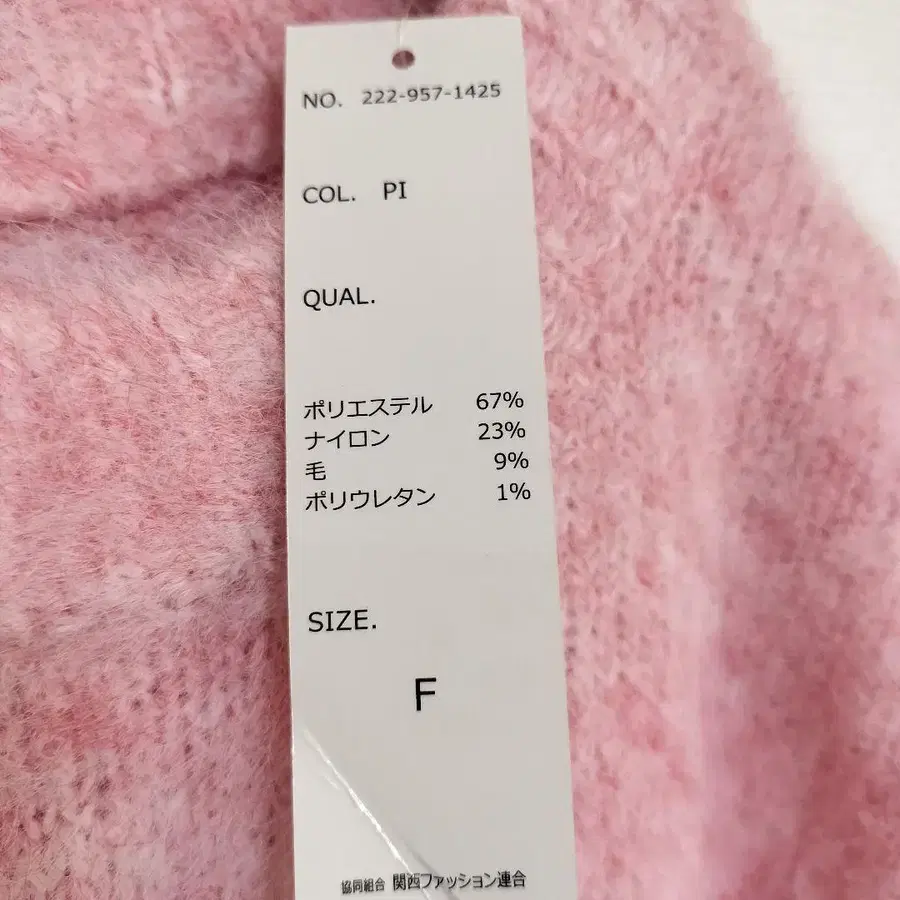 NO. 222-957-1425
COL. PI
QUAL.
ポリエステル 67%
ナイロン 23%
毛 9%
ポリウレタン 1%
SIZE.
F
協同組合 関西ファッション連合